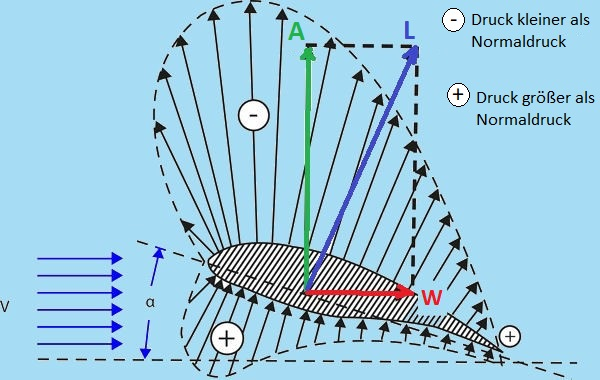 A
L
- Druck kleiner als
Normaldruck
-
+ Druck größer als
Normaldruck
α
V
W
+
+